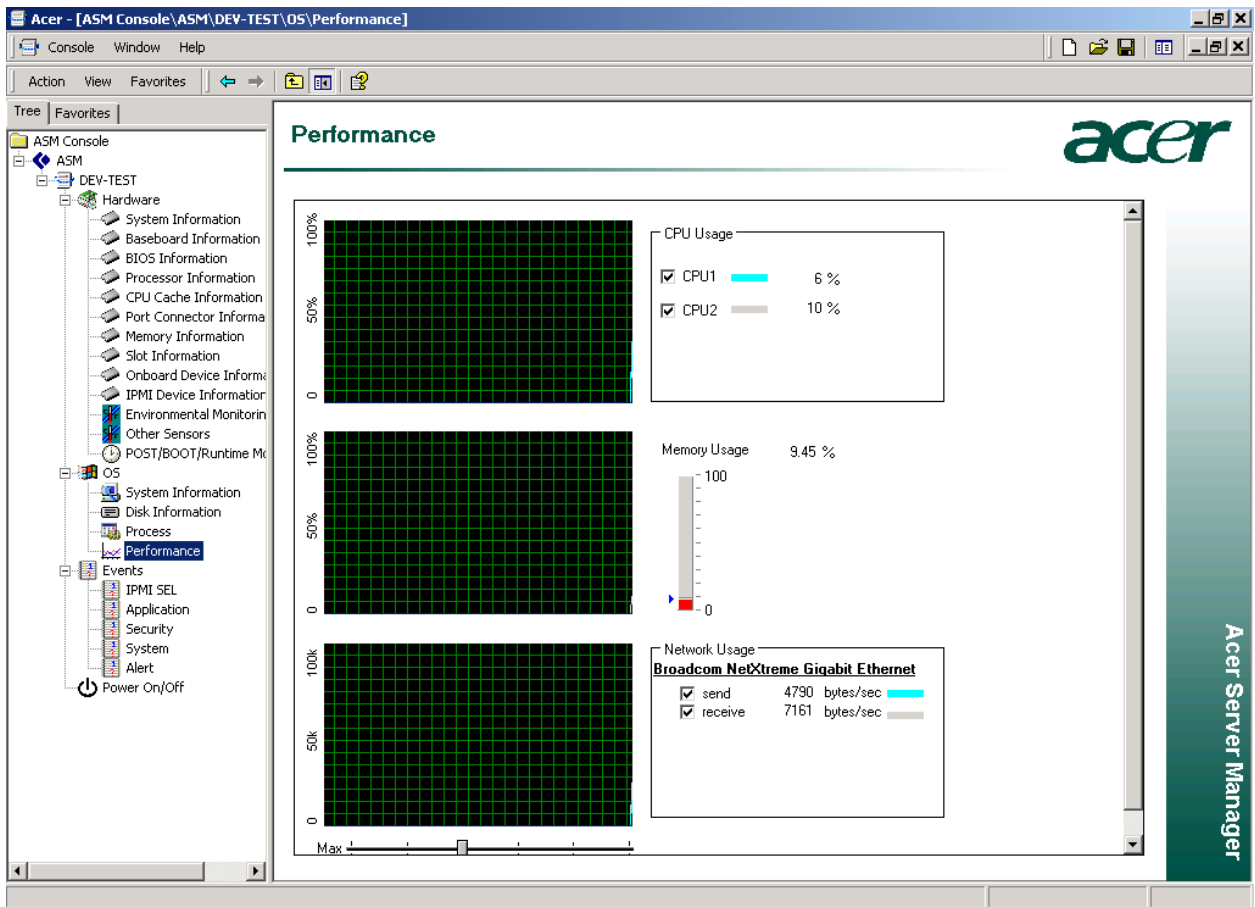 Acer - [ASM Console\ASM\DEV-TEST\OS\Performance]
Console Window Help
Action View Favorites
Tree Favorites
ASM Console
ASM
DEV-TEST
Hardware
System Information
Baseboard Information
BIOS Information
Processor Information
CPU Cache Information
Port Connector Informa
Memory Information
Slot Information
Onboard Device Informa
IPMI Device Information
Environmental Monitorin
Other Sensors
POST/BOOT/Runtime Mo
OS
System Information
Disk Information
Process
Performance
Events
IPMI SEL
Application
Security
System
Alert
Power On/Off
Performance
acer
100%
50%
0
CPU Usage
CPU1 6 %
CPU2 10 %
100%
50%
0
Memory Usage 9.45 %
100
0
100k
50k
0
Network Usage
Broadcom NetXtreme Gigabit Ethernet
send 4790 bytes/sec
receive 7161 bytes/sec
Max
Acer Server Manager